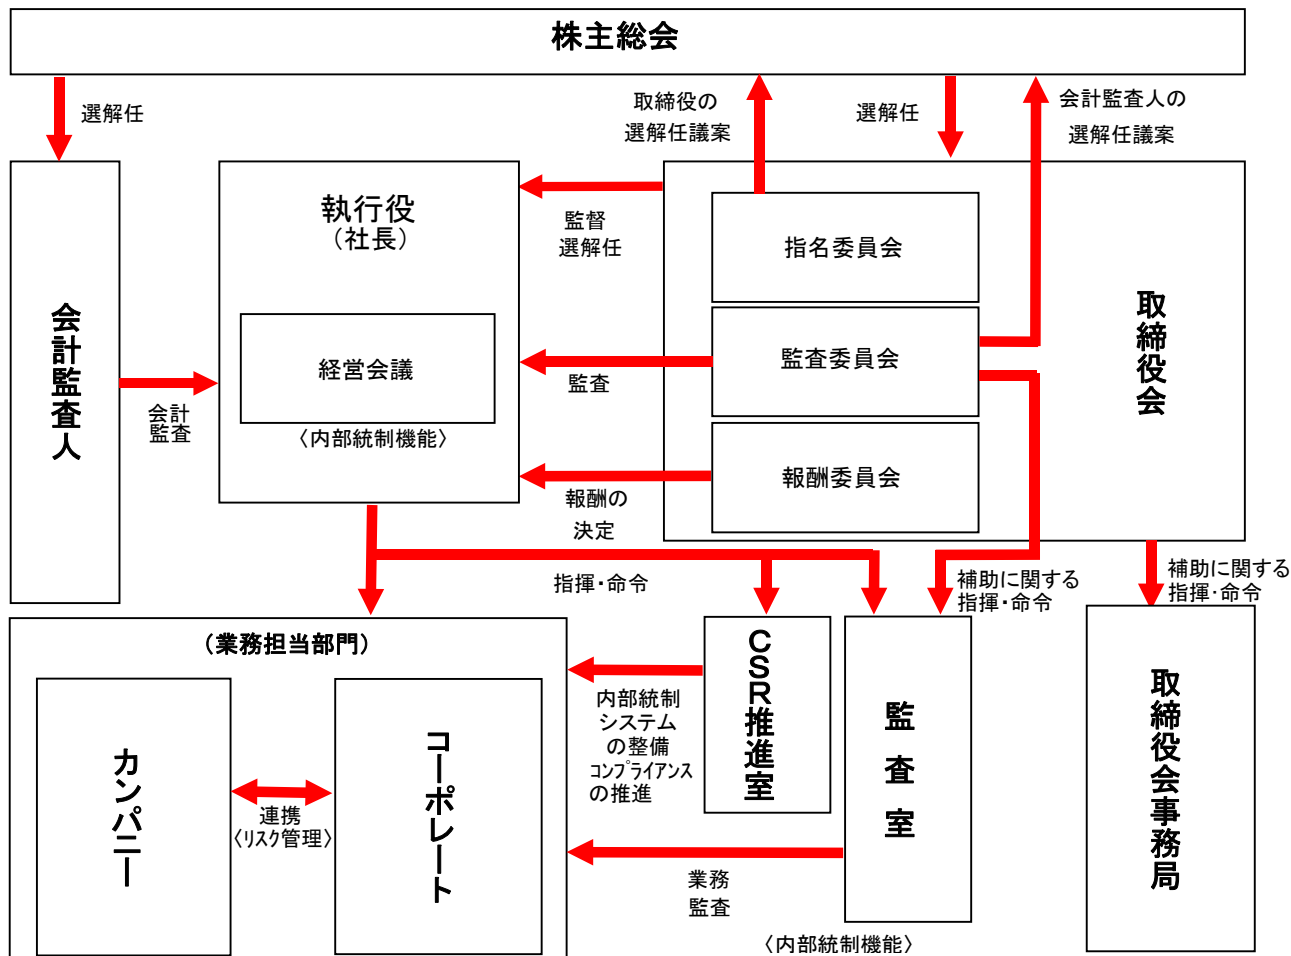 株主総会
選解任
取締役の
選解任議案
選解任
会計監査人の
選解任議案
会計監査人
執行役
（社長）
監督
選解任
指名委員会
取締役会
経営会議
〈内部統制機能〉
監査委員会
監査
会計
監査
報酬委員会
報酬の
決定
指揮・命令
補助に関する
指揮・命令
補助に関する
指揮・命令
（業務担当部門）
カンパニー
連携
〈リスク管理〉
コーポレート
内部統制
システム
の整備
コンプライアンス
の推進
CSR推進室
監査室
取締役会事務局
業務
監査
〈内部統制機能〉